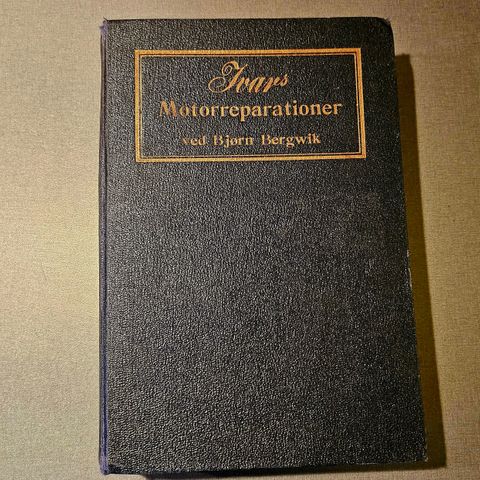 Ivars
Motorreparationer
ved Bjørn Bergwik